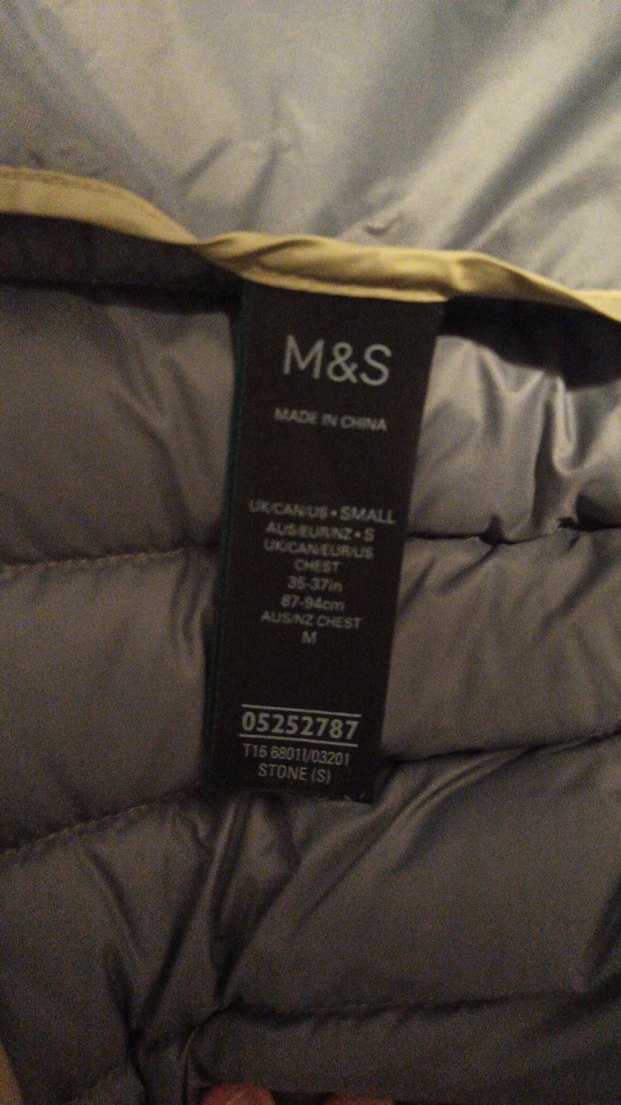 M&S
MADE IN CHINA
UK/CAN/US • SMALL
AUS/EUR/NZ • S
UK/CAN/EUR/US
CHEST
35-37in
87-94cm
AUS/NZ CHEST
M
05252787
T16 6801I/03201
STONE (S)